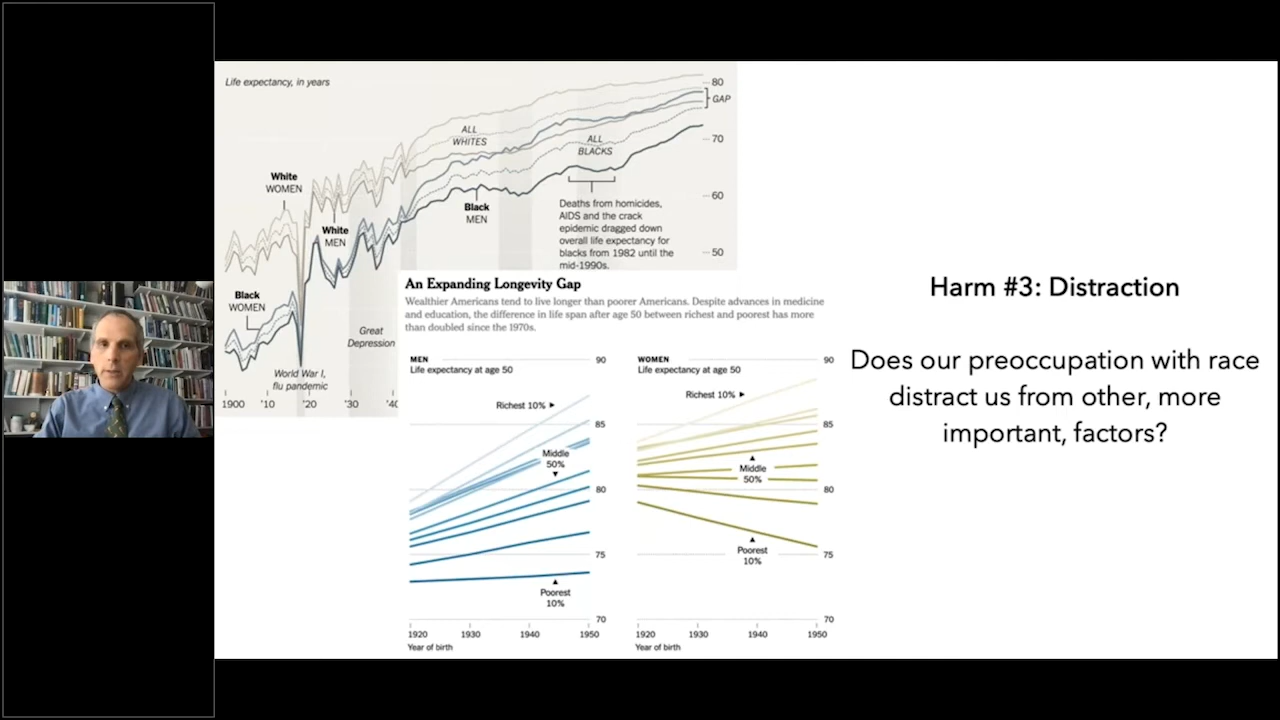 Life expectancy, in years
80
GAP
ALL
WHITES
70
ALL
BLACKS
White
WOMEN
60
Black
MEN
Deaths from homicides,
AIDS and the crack
epidemic dragged down
overall life expectancy for
blacks from 1982 until the
mid-1990s.
White
MEN
50
Black
WOMEN
Great
Depression
World War I,
flu pandemic
1900 '10 '20 '30 '40
An Expanding Longevity Gap
Wealthier Americans tend to live longer than poorer Americans. Despite advances in medicine
and education, the difference in life span after age 50 between richest and poorest has more
than doubled since the 1970s.
MEN
Life expectancy at age 50
90
Richest 10%
85
Middle
50%
80
75
Poorest
10%
70
1920 1930 1940 1950
Year of birth
WOMEN
Life expectancy at age 50
90
Richest 10%
85
Middle
50%
80
Poorest
10%
75
70
1920 1930 1940 1950
Year of birth
Harm #3: Distraction
Does our preoccupation with race
distract us from other, more
important, factors?